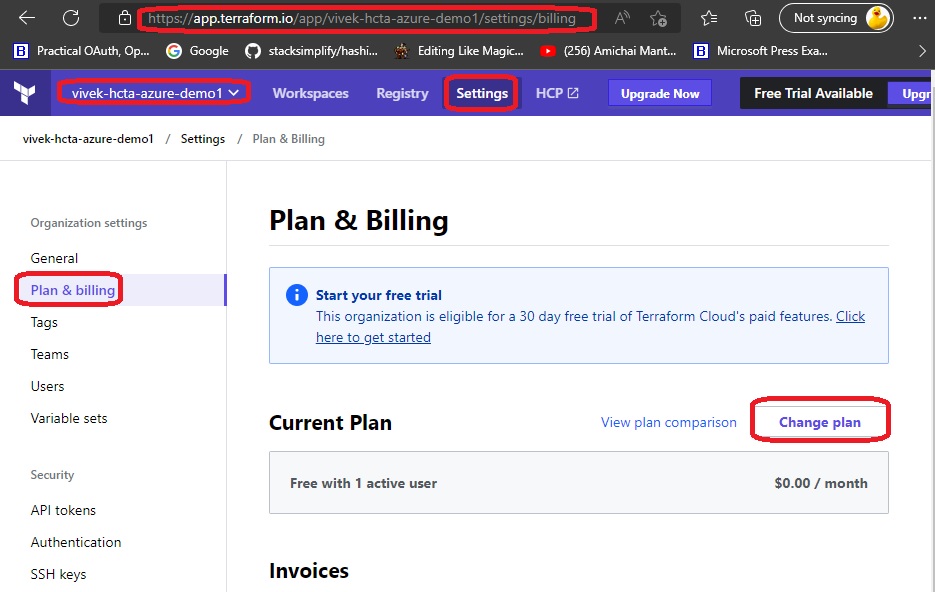 https://app.terraform.io/app/vivek-hcta-azure-demo1/settings/billing
Not syncing
Practical OAuth, Op...
Google
stacksimplify/hashi...
Editing Like Magic...
(256) Amichai Mant...
Microsoft Press Exa...
vivek-hcta-azure-demo1
Workspaces
Registry
Settings
HCP
Upgrade Now
Free Trial Available
Upgr
vivek-hcta-azure-demo1 / Settings / Plan & Billing
Organization settings
General
Plan & billing
Tags
Teams
Users
Variable sets
Security
API tokens
Authentication
SSH keys
Plan & Billing
Start your free trial
This organization is eligible for a 30 day free trial of Terraform Cloud's paid features. Click
here to get started
Current Plan
View plan comparison
Change plan
Free with 1 active user
$0.00 / month
Invoices